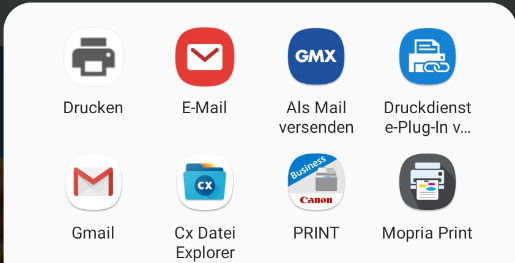 GMX
Drucken
E-Mail
Als Mail
versenden
Druckdienst
e-Plug-In v...
CX
Business
Canon
Gmail
Cx Datei
Explorer
PRINT
Mopria Print